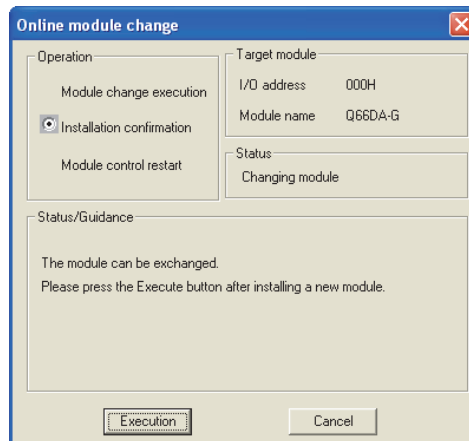 Online module change
Operation
Module change execution
Installation confirmation
Module control restart
Target module
I/O address 000H
Module name Q66DA-G
Status
Changing module
Status/Guidance
The module can be exchanged.
Please press the Execute button after installing a new module.
Execution Cancel